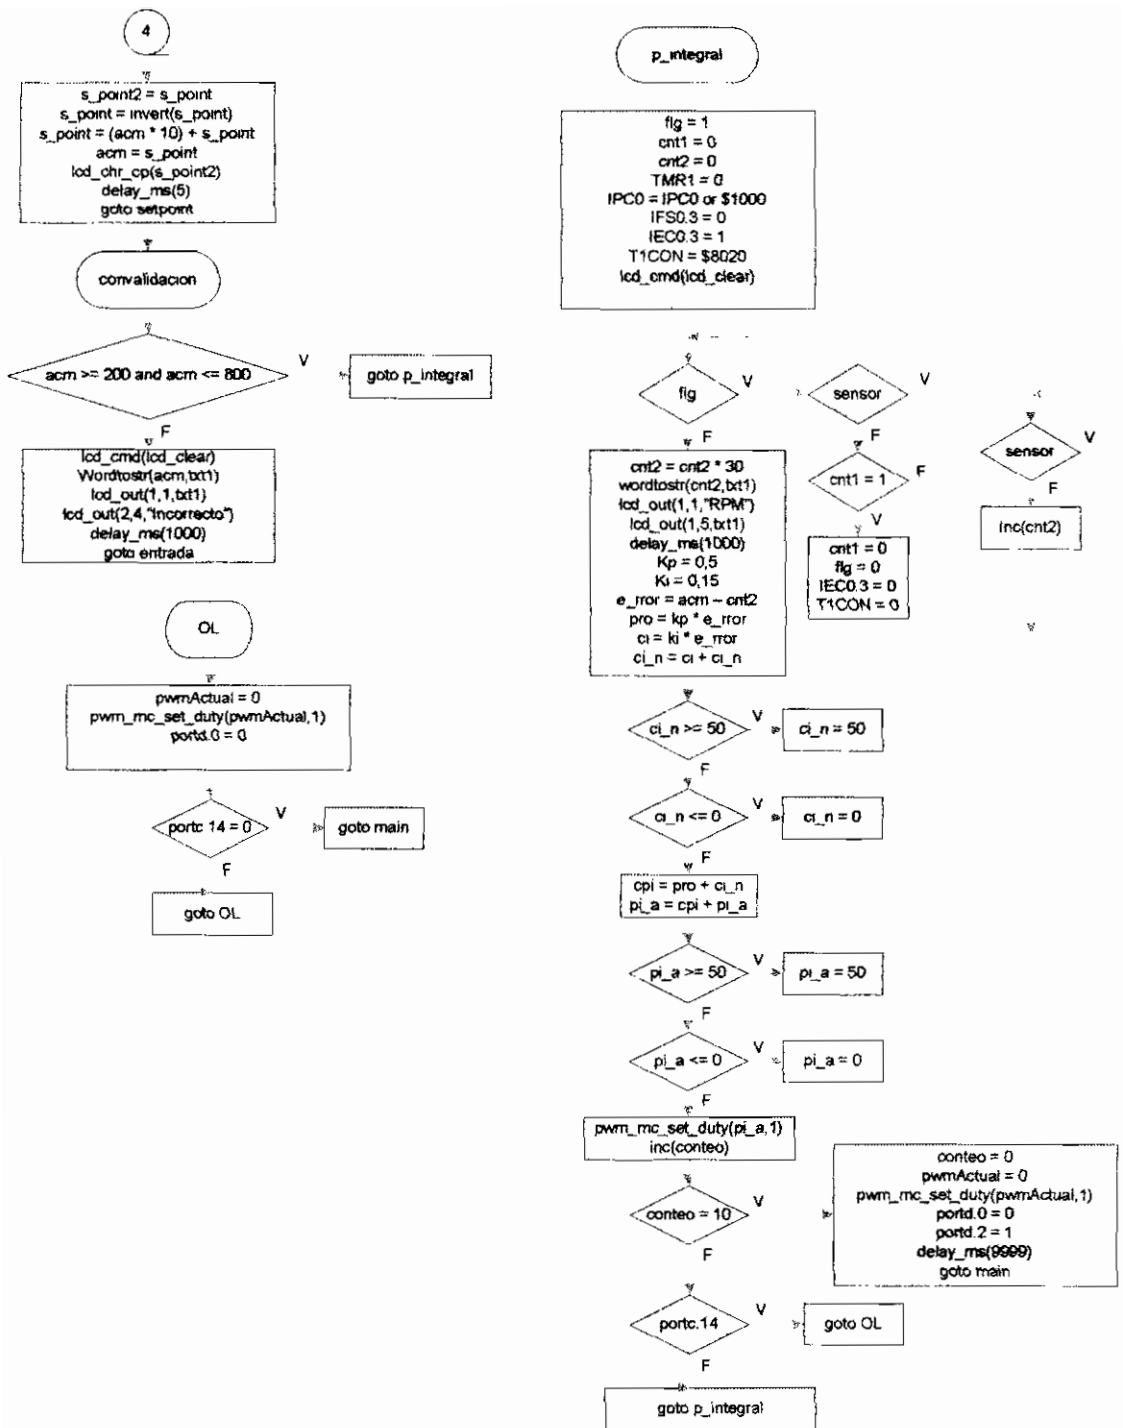 4
s_point2 = s_point
s_point = invert(s_point)
s_point = (acm * 10) + s_point
acm = s_point
lcd_chr_cp(s_point2)
delay_ms(5)
goto setpoint
convalidacion
acm >= 200 and acm <= 800
V
goto p_integral
F
lcd_cmd(lcd_clear)
Wordtostr(acm,txt1)
lcd_out(1,1,txt1)
lcd_out(2,4,"Incorrecto")
delay_ms(1000)
goto entrada
OL
pwmActual = 0
pwm_mc_set_duty(pwmActual,1)
portd.0 = 0
portc 14 = 0
V
goto main
F
goto OL
p_integral
flg = 1
cnt1 = 0
cnt2 = 0
TMR1 = 0
IPC0 = IPC0 or $1000
IFS0.3 = 0
IEC0.3 = 1
T1CON = $8020
lcd_cmd(lcd_clear)
flg
V
F
sensor
V
F
cnt1 = 1
F
V
cnt1 = 0
flg = 0
IEC0.3 = 0
T1CON = 0
sensor
V
F
inc(cnt2)
cnt2 = cnt2 * 30
wordtostr(cnt2,txt1)
lcd_out(1,1,"RPM")
lcd_out(1,5,txt1)
delay_ms(1000)
Kp = 0,5
Ki = 0,15
e_rror = acm – cnt2
pro = kp * e_rror
ci = ki * e_rror
ci_n = ci + ci_n
ci_n >= 50
V
ci_n = 50
F
ci_n <= 0
V
ci_n = 0
F
cpi = pro + ci_n
pi_a = cpi + pi_a
pi_a >= 50
V
pi_a = 50
F
pi_a <= 0
V
pi_a = 0
F
pwm_mc_set_duty(pi_a,1)
inc(conteo)
conteo = 10
V
F
conteo = 0
pwmActual = 0
pwm_mc_set_duty(pwmActual,1)
portd.0 = 0
portd.2 = 1
delay_ms(9999)
goto main
portc.14
V
goto OL
F
goto p_integral